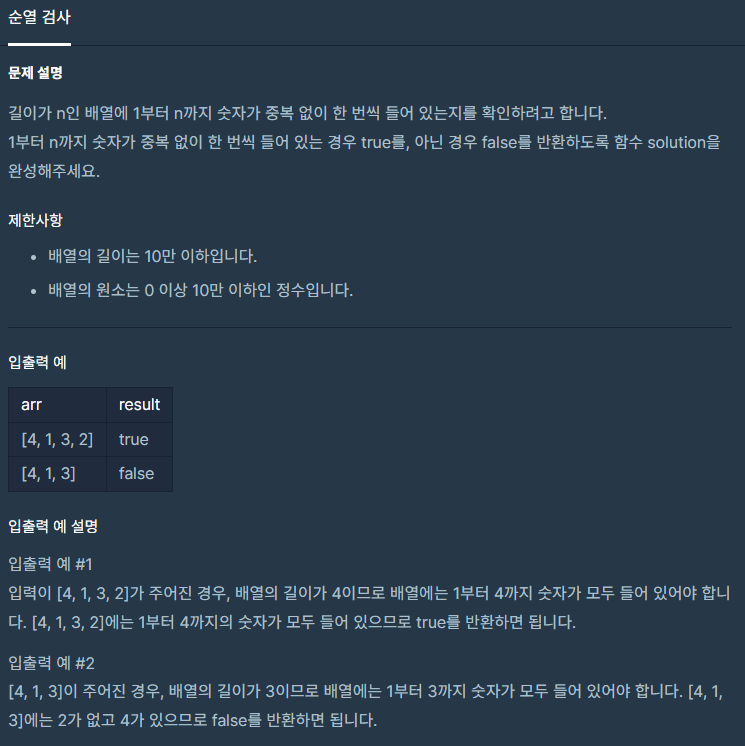 순열 검사
문제 설명
길이가 n인 배열에 1부터 n까지 숫자가 중복 없이 한 번씩 들어 있는지를 확인하려고 합니다.
1부터 n까지 숫자가 중복 없이 한 번씩 들어 있는 경우 true를, 아닌 경우 false를 반환하도록 함수 solution을
완성해주세요.
제한사항
• 배열의 길이는 10만 이하입니다.
• 배열의 원소는 0 이상 10만 이하인 정수입니다.
입출력 예
arr result
[4, 1, 3, 2] true
[4, 1, 3] false
입출력 예 설명
입출력 예 #1
입력이 [4, 1, 3, 2]가 주어진 경우, 배열의 길이가 4이므로 배열에는 1부터 4까지 숫자가 모두 들어 있어야 합니
다. [4, 1, 3, 2]에는 1부터 4까지의 숫자가 모두 들어 있으므로 true를 반환하면 됩니다.
입출력 예 #2
[4, 1, 3]이 주어진 경우, 배열의 길이가 3이므로 배열에는 1부터 3까지 숫자가 모두 들어 있어야 합니다. [4, 1,
3]에는 2가 없고 4가 있으므로 false를 반환하면 됩니다.